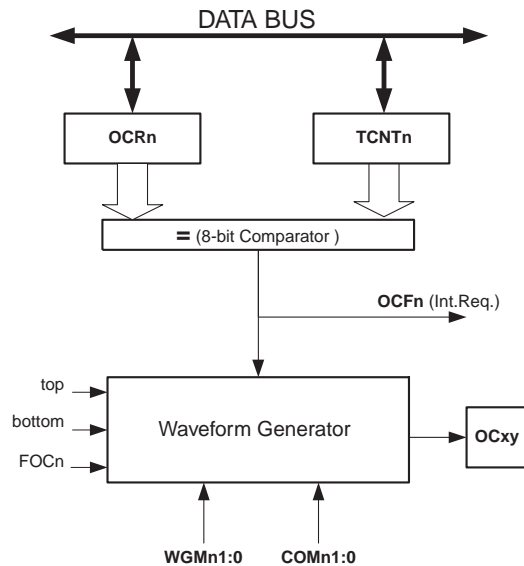 DATA BUS
OCRn
TCNTn
= (8-bit Comparator )
OCFn (Int.Req.)
top
bottom
FOCn
Waveform Generator
OCxy
WGMn1:0
COMn1:0